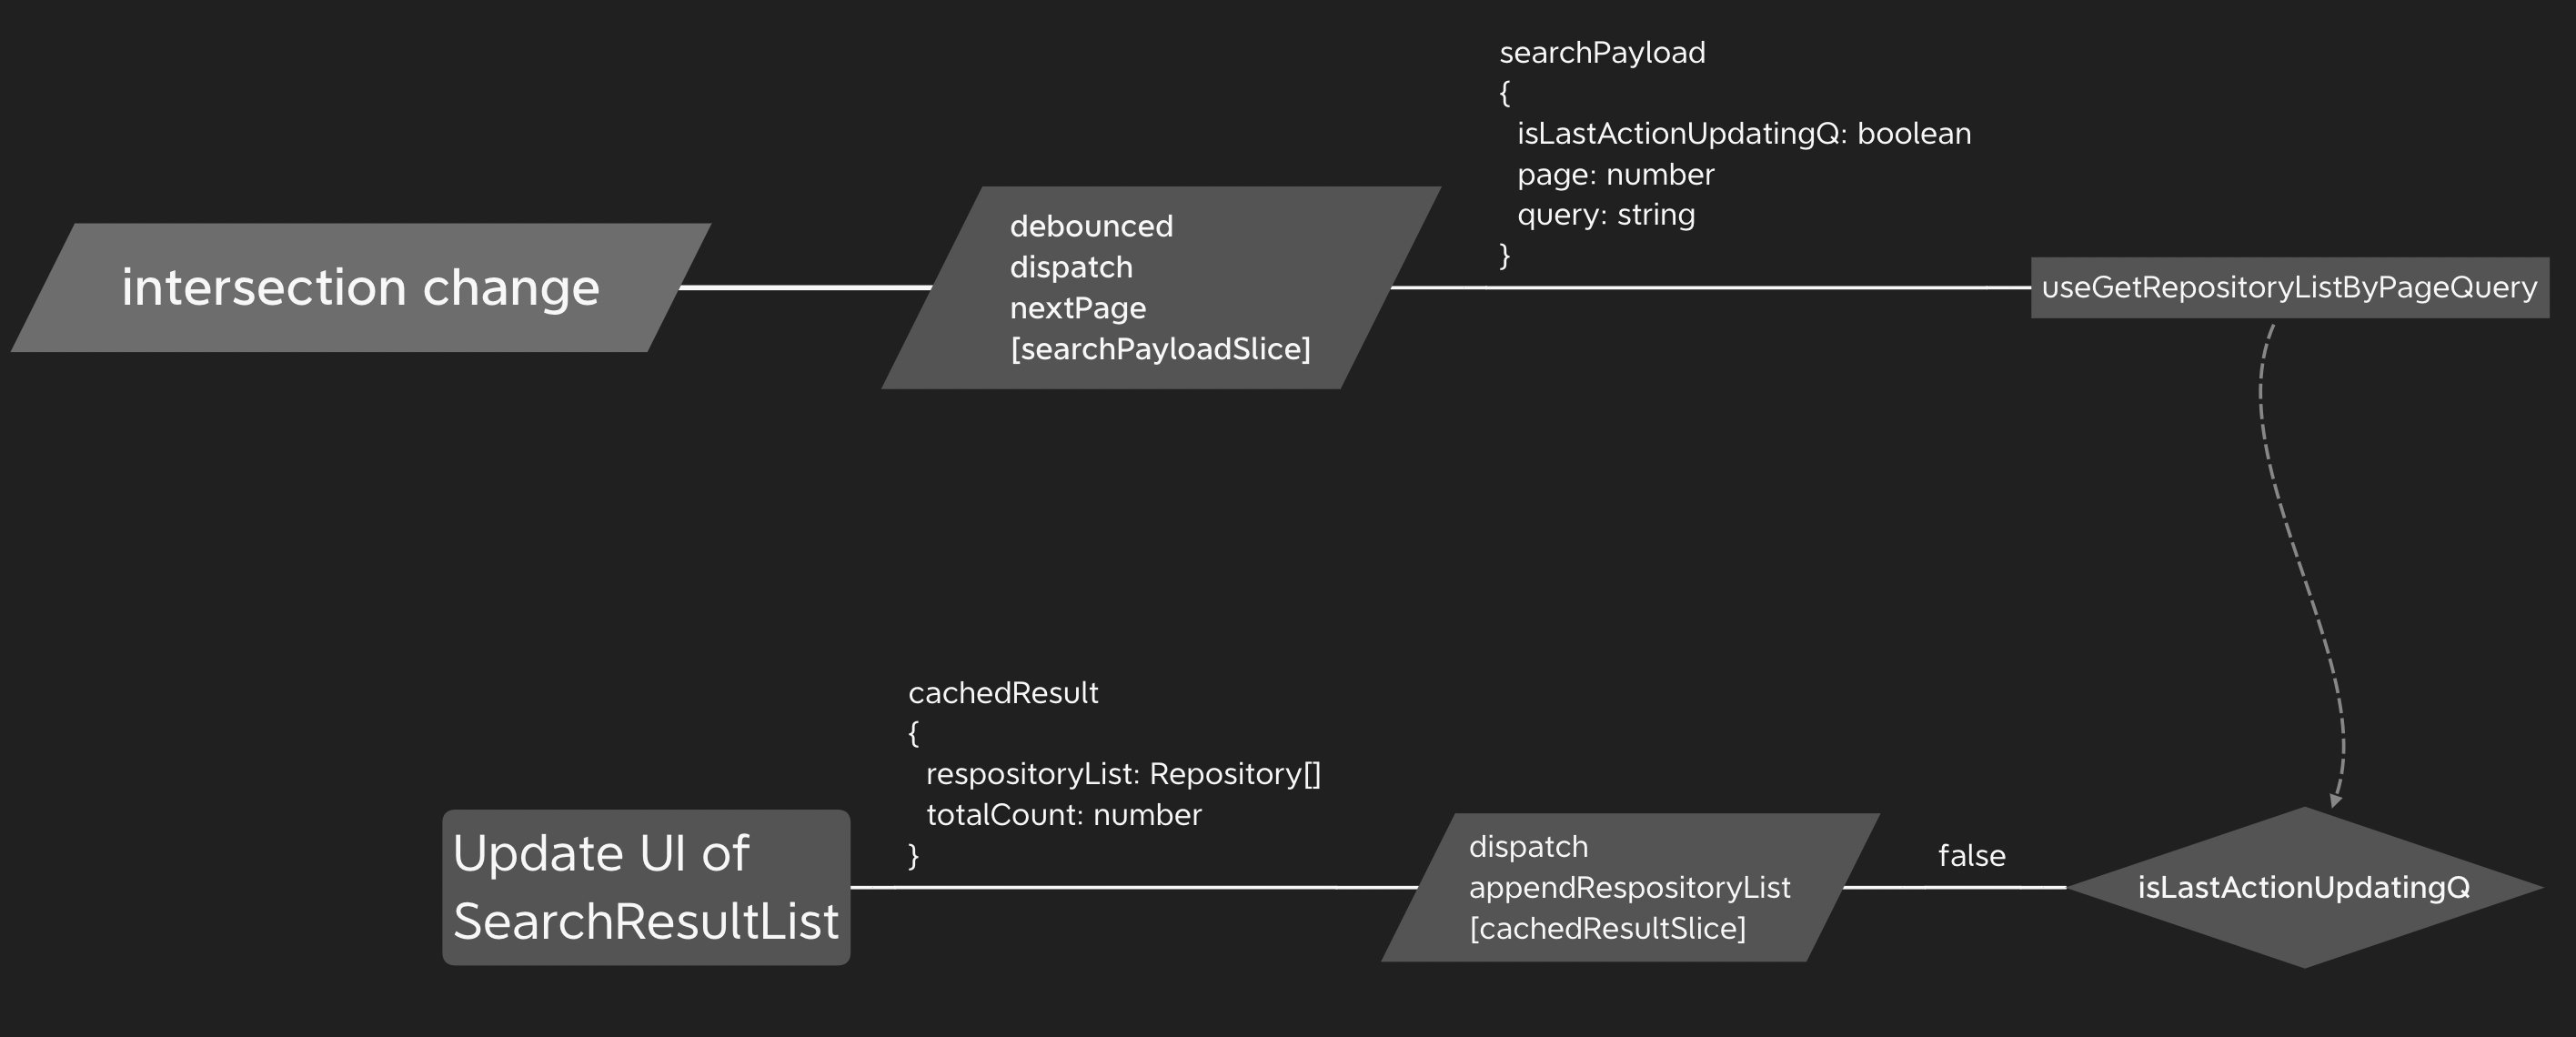 searchPayload
{
isLastActionUpdatingQ: boolean
page: number
query: string
}
intersection change
debounced
dispatch
nextPage
[searchPayloadSlice]
useGetRepositoryListByPageQuery
cachedResult
{
respositoryList: Repository[]
totalCount: number
}
Update UI of
SearchResultList
dispatch
appendRespositoryList
[cachedResultSlice]
false
isLastActionUpdatingQ